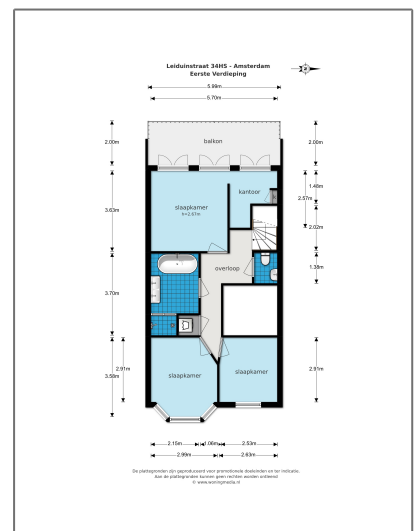 Leiduinstraat 34HS - Amsterdam
Eerste Verdieping
5.99m
5.70m
balkon
2.00m
2.00m
kantoor
1.48m
2.57m
slaapkamer
h=2.67m
3.63m
2.02m
overloop
1.38m
3.70m
slaapkamer
slaapkamer
2.91m
3.58m
2.91m
2.15m
1.06m
2.53m
2.99m
2.63m
De plattegronden zijn geproduceerd voor promotionele doeleinden en ter indicatie.
Aan de plattegronden kunnen geen rechten worden ontleend
© www.woningmedia.nl